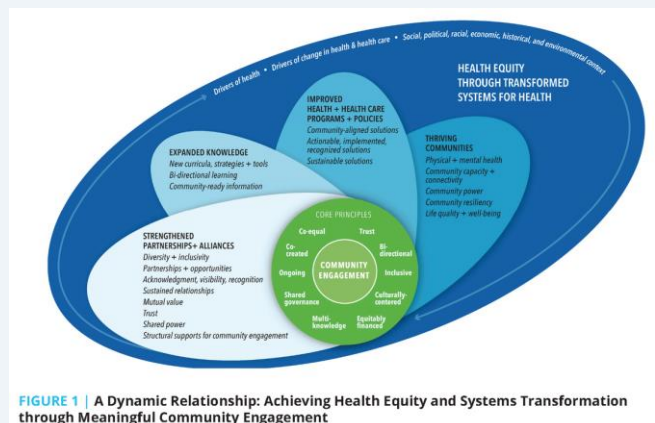 Drivers of health • Drivers of change in health & health care • Social, political, racial, economic, historical, and environmental context
HEALTH EQUITY
THROUGH TRANSFORMED
SYSTEMS FOR HEALTH
IMPROVED
HEALTH + HEALTH CARE
PROGRAMS + POLICIES
Community-aligned solutions
Actionable, implemented,
recognized solutions
Sustainable solutions
THRIVING
COMMUNITIES
Physical + mental health
Community capacity +
connectivity
Community power
Community resiliency
Life quality + well-being
EXPANDED KNOWLEDGE
New curricula, strategies + tools
Bi-directional learning
Community-ready information
STRENGTHENED
PARTNERSHIPS+ ALLIANCES
Diversity + inclusivity
Partnerships + opportunities
Acknowledgment, visibility, recognition
Sustained relationships
Mutual value
Trust
Shared power
Structural supports for community engagement
CORE PRINCIPLES
Co-equal
Trust
Co-
created
Bi-
directional
Ongoing
COMMUNITY
ENGAGEMENT
Inclusive
Shared
governance
Culturally-
centered
Multi-
knowledge
Equitably
financed
FIGURE 1 | A Dynamic Relationship: Achieving Health Equity and Systems Transformation
through Meaningful Community Engagement